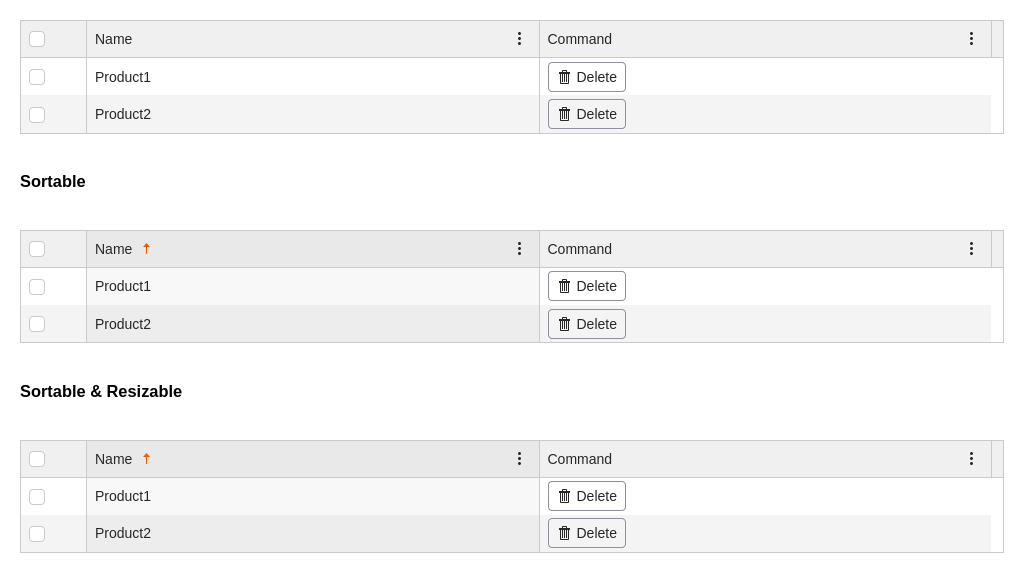 Name Command
Product1 Delete
Product2 Delete
Sortable
Name Command
Product1 Delete
Product2 Delete
Sortable & Resizable
Name Command
Product1 Delete
Product2 Delete